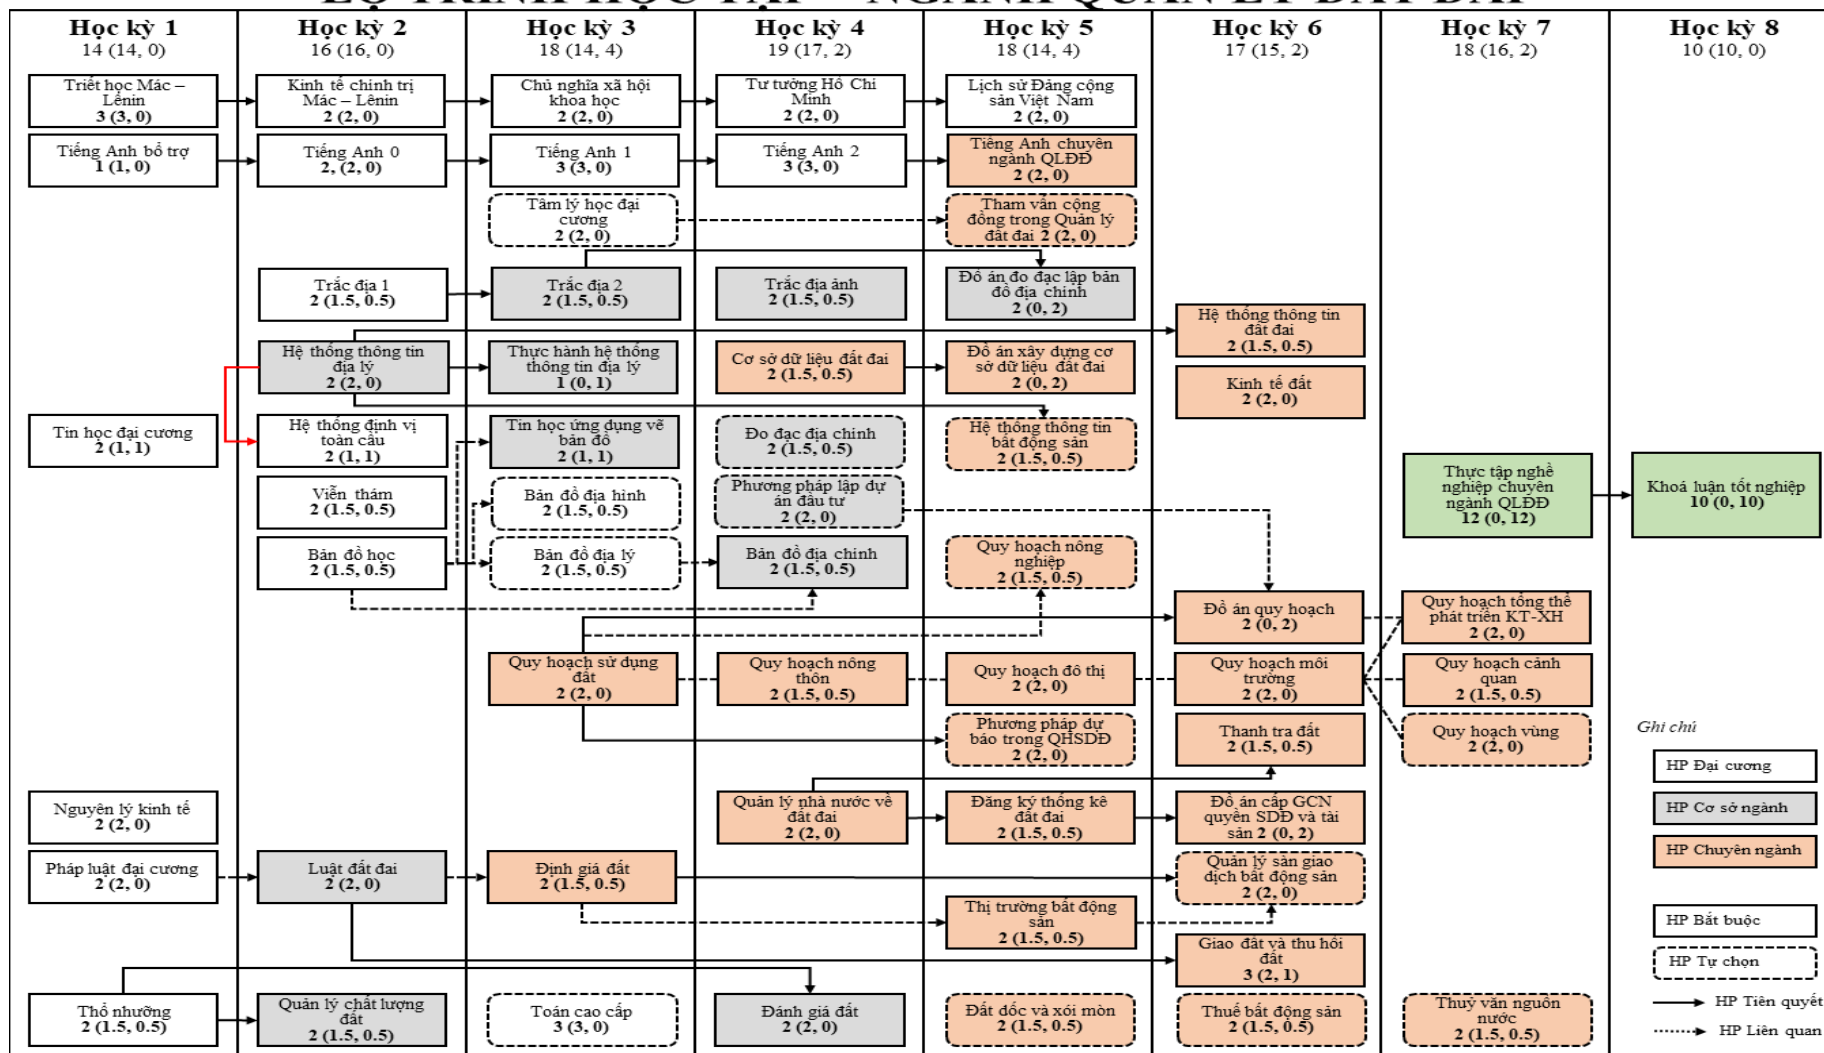 LỘ TRÌNH HỌC TẬP – NGÀNH QUẢN LÝ ĐẤT ĐAI
Học kỳ 1
14 (14, 0)
Triết học Mác –
Lênin
3 (3, 0)
Tiếng Anh bổ trợ
1 (1, 0)
Tin học đại cương
2 (1, 1)
Nguyên lý kinh tế
2 (2, 0)
Pháp luật đại cương
2 (2, 0)
Thổ nhưỡng
2 (1.5, 0.5)
Học kỳ 2
16 (16, 0)
Kinh tế chính trị
Mác – Lênin
2 (2, 0)
Tiếng Anh 0
2, (2, 0)
Trắc địa 1
2 (1.5, 0.5)
Hệ thống thông tin
địa lý
2 (2, 0)
Hệ thống định vị
toàn cầu
2 (1, 1)
Viễn thám
2 (1.5, 0.5)
Bản đồ học
2 (1.5, 0.5)
Luật đất đai
2 (2, 0)
Quản lý chất lượng
đất
2 (1.5, 0.5)
Học kỳ 3
18 (14, 4)
Chủ nghĩa xã hội
khoa học
2 (2, 0)
Tiếng Anh 1
3 (3, 0)
Tâm lý học đại
cương
2 (2, 0)
Trắc địa 2
2 (1.5, 0.5)
Thực hành hệ thống
thông tin địa lý
1 (0, 1)
Tin học ứng dụng vẽ
bản đồ
2 (1, 1)
Bản đồ địa hình
2 (1.5, 0.5)
Bản đồ địa lý
2 (1.5, 0.5)
Quy hoạch sử dụng
đất
2 (2, 0)
Định giá đất
2 (1.5, 0.5)
Toán cao cấp
3 (3, 0)
Học kỳ 4
19 (17, 2)
Tư tưởng Hồ Chí
Minh
2 (2, 0)
Tiếng Anh 2
3 (3, 0)
Trắc địa ảnh
2 (1.5, 0.5)
Cơ sở dữ liệu đất đai
2 (1.5, 0.5)
Đo đạc địa chính
2 (1.5, 0.5)
Phương pháp lập dự
án đầu tư
2 (2, 0)
Bản đồ địa chính
2 (1.5, 0.5)
Quy hoạch nông
thôn
2 (1.5, 0.5)
Quản lý nhà nước về
đất đai
2 (2, 0)
Đánh giá đất
2 (2, 0)
Học kỳ 5
18 (14, 4)
Lịch sử Đảng cộng
sản Việt Nam
2 (2, 0)
Tiếng Anh chuyên
ngành QLĐĐ
2 (2, 0)
Tham vấn cộng
đồng trong Quản lý
đất đai 2 (2, 0)
Đồ án đo đạc lập bản
đồ địa chính
2 (0, 2)
Đồ án xây dựng cơ
sở dữ liệu đất đai
2 (0, 2)
Hệ thống thông tin
bất động sản
2 (1.5, 0.5)
Quy hoạch nông
nghiệp
2 (1.5, 0.5)
Quy hoạch đô thị
2 (2, 0)
Phương pháp dự
báo trong QHSDĐ
2 (2, 0)
Đăng ký thống kê
đất đai
2 (1.5, 0.5)
Thị trường bất động
sản
2 (1.5, 0.5)
Đất dốc và xói mòn
2 (1.5, 0.5)
Học kỳ 6
17 (15, 2)
Hệ thống thông tin
đất đai
2 (1.5, 0.5)
Kinh tế đất
2 (2, 0)
Đồ án quy hoạch
2 (0, 2)
Quy hoạch môi
trường
2 (2, 0)
Thanh tra đất
2 (1.5, 0.5)
Đồ án cấp GCN
quyền SDĐ và tài
sản 2 (0, 2)
Quản lý sàn giao
dịch bất động sản
2 (2, 0)
Giao đất và thu hồi
đất
3 (2, 1)
Thuế bất động sản
2 (1.5, 0.5)
Học kỳ 7
18 (16, 2)
Thực tập nghề
nghiệp chuyên
ngành QLĐĐ
12 (0, 12)
Quy hoạch tổng thể
phát triển KT-XH
2 (2, 0)
Quy hoạch cảnh
quan
2 (1.5, 0.5)
Quy hoạch vùng
2 (2, 0)
Thuỷ văn nguồn
nước
2 (1.5, 0.5)
Học kỳ 8
10 (10, 0)
Khoá luận tốt nghiệp
10 (0, 10)
Ghi chú
HP Đại cương
HP Cơ sở ngành
HP Chuyên ngành
HP Bắt buộc
HP Tự chọn
HP Tiên quyết
HP Liên quan